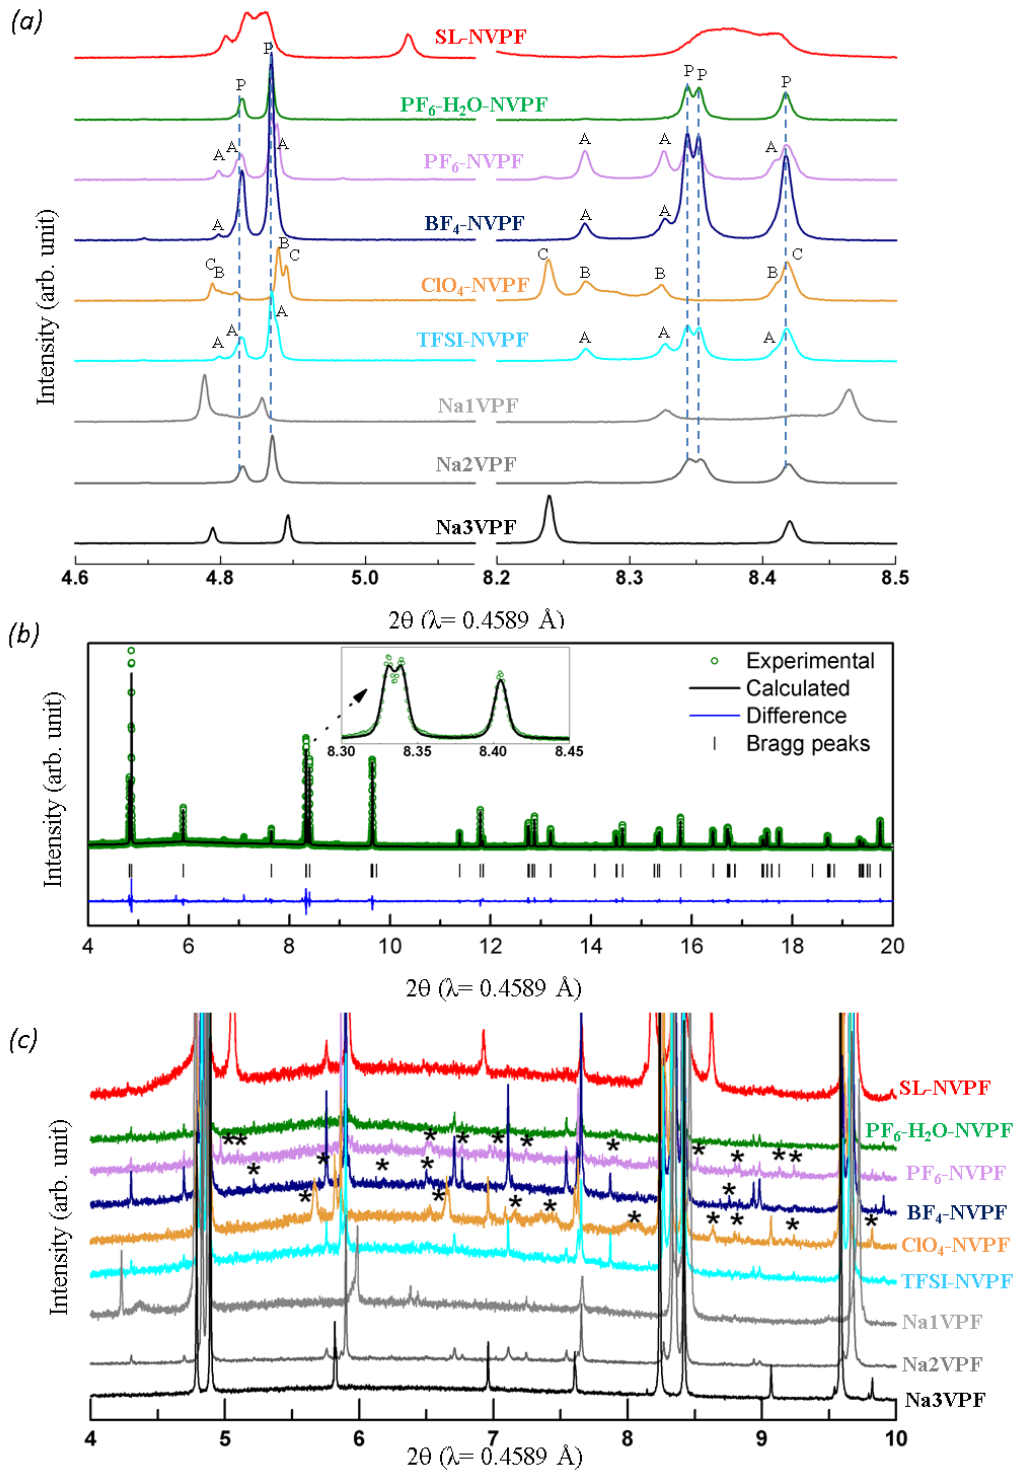 (a)
SL-NVPF
P
P
P P
P
PF₆-H₂O-NVPF
A A
A
A
A
A
PF₆-NVPF
A
A
A
BF₄-NVPF
C B
B C
C
B
B
B C
ClO₄-NVPF
A
A
A
A
A
A
TFSI-NVPF
Na1VPF
Na2VPF
Na3VPF
Intensity (arb. unit)
4.6 4.8 5.0 8.2 8.3 8.4 8.5
2θ (λ= 0.4589 Å)
(b)
Experimental
Calculated
Difference
Bragg peaks
8.30 8.35 8.40 8.45
Intensity (arb. unit)
4 6 8 10 12 14 16 18 20
2θ (λ= 0.4589 Å)
(c)
SL-NVPF
PF₆-H₂O-NVPF
* * * * * * * * * * *
PF₆-NVPF
* * * * *
BF₄-NVPF
* * * * * * * * *
ClO₄-NVPF
TFSI-NVPF
Na1VPF
Na2VPF
Na3VPF
Intensity (arb. unit)
4 5 6 7 8 9 10
2θ (λ= 0.4589 Å)